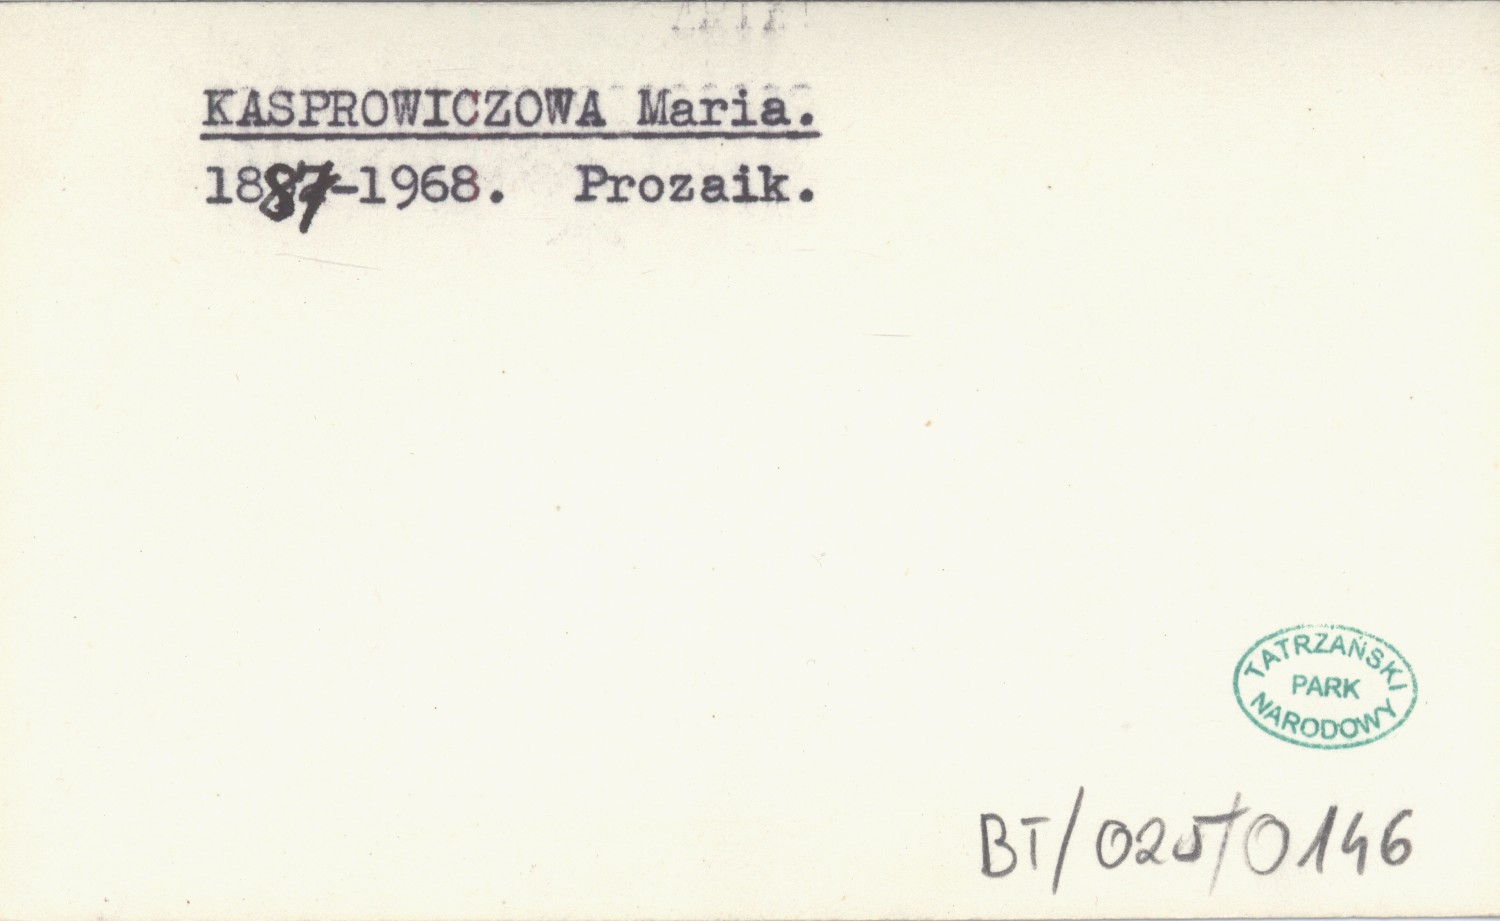 KASPROWICZOWA Maria.
1887-1968. Prozaik.
TATRZAŃSKI
PARK
NARODOWY
BT/025/0146